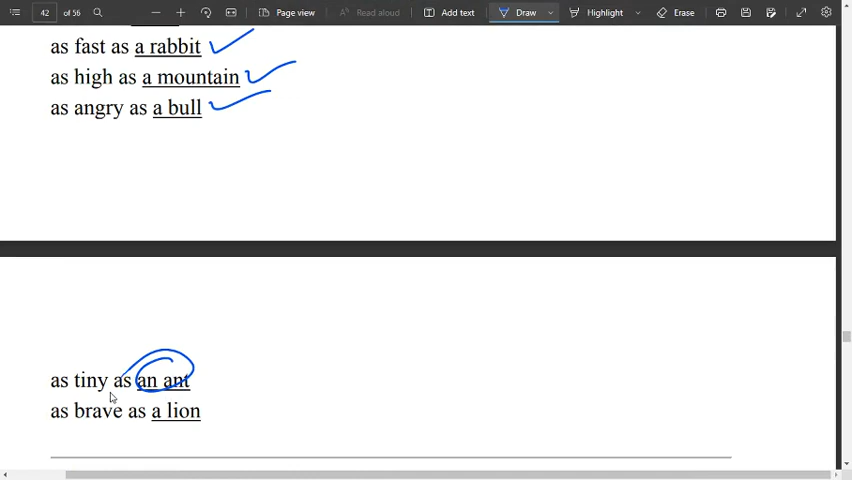 42 of 56 Page view Read aloud Add text Draw Highlight Erase
as fast as a rabbit
as high as a mountain
as angry as a bull
as tiny as an ant
as brave as a lion